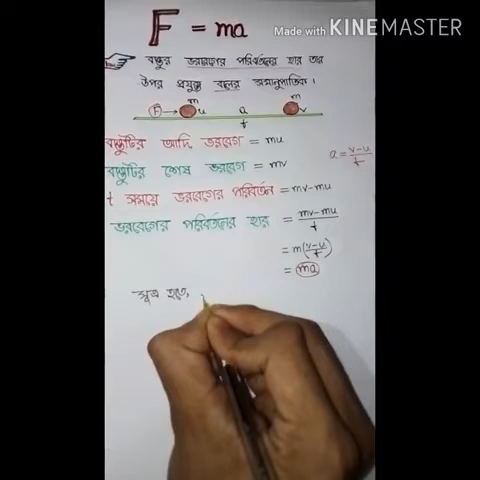 F = ma
Made with KINEMASTER
বস্তুর ভরবেগের পরিবর্তনের হার তার
উপর প্রযুক্ত বলের সমানুপাতিক।
m a m
F → u v
t
বস্তুটির আদি ভরবেগ = mu
a = v-u/t
বস্তুটির শেষ ভরবেগ = mv
t সময়ে ভরবেগের পরিবর্তন = mv-mu
ভরবেগের পরিবর্তনের হার = mv-mu/t
= m(v-u/t)
= ma
সূত্র হতে,